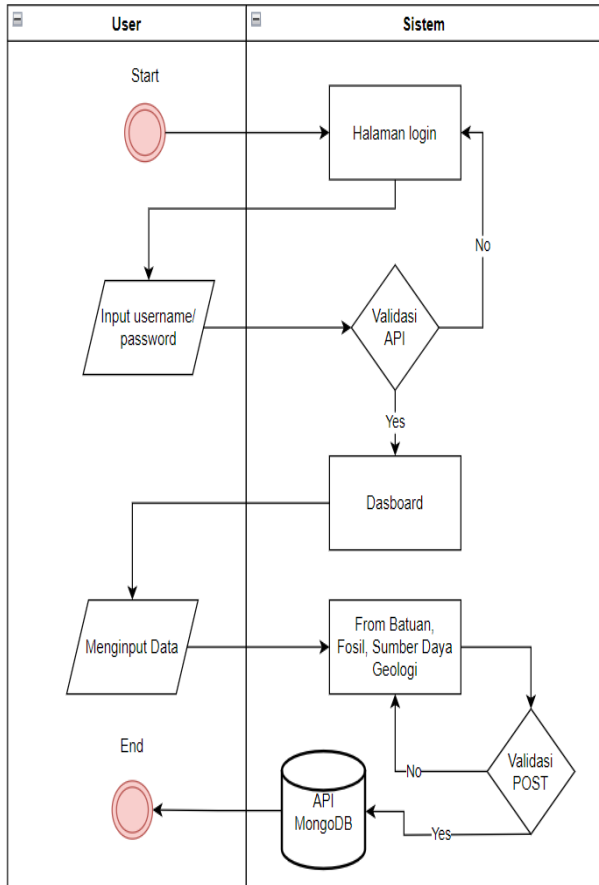 User
Sistem
Start
Halaman login
No
Input username/
password
Validasi
API
Yes
Dasboard
Menginput Data
From Batuan,
Fosil, Sumber Daya
Geologi
End
Validasi
POST
No
API
MongoDB
Yes